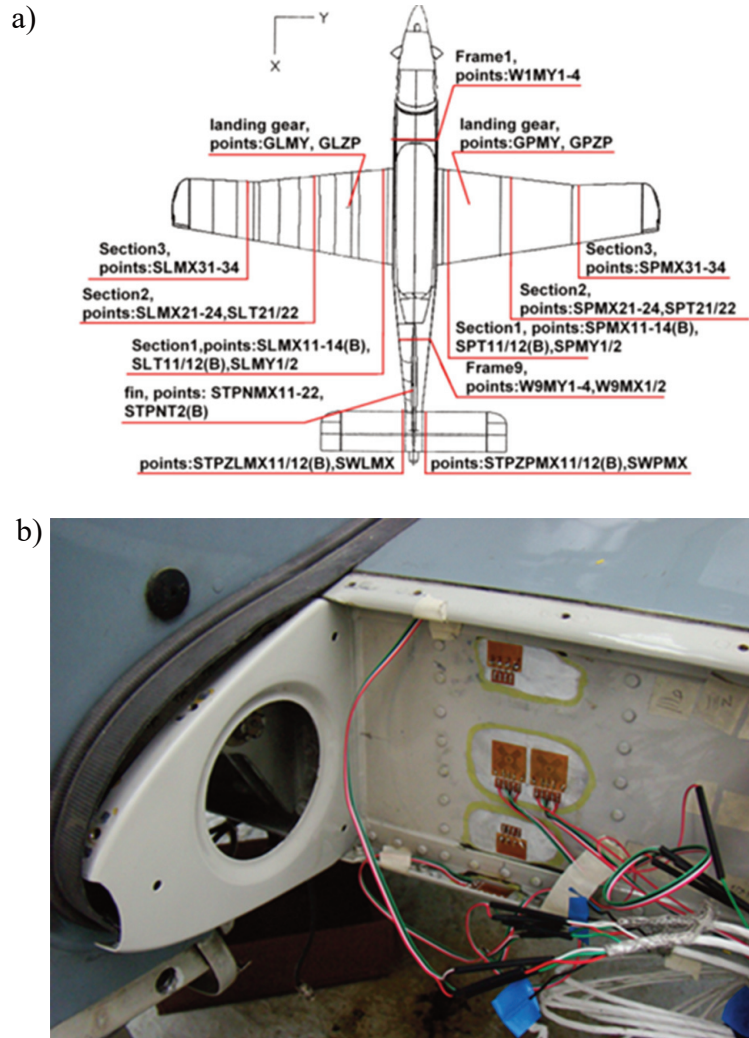 a)
Y
X
Frame1,
points:W1MY1-4
landing gear,
points:GLMY, GLZP
landing gear,
points:GPMY, GPZP
Section3,
points:SLMX31-34
Section3,
points:SPMX31-34
Section2,
points:SLMX21-24,SLT21/22
Section2,
points:SPMX21-24,SPT21/22
Section1,points:SLMX11-14(B),
SLT11/12(B),SLMY1/2
Section1, points:SPMX11-14(B),
SPT11/12(B),SPMY1/2
Frame9,
points:W9MY1-4,W9MX1/2
fin, points: STPNMX11-22,
STPNT2(B)
points:STPZLMX11/12(B),SWLMX
points:STPZPMX11/12(B),SWPMX
b)